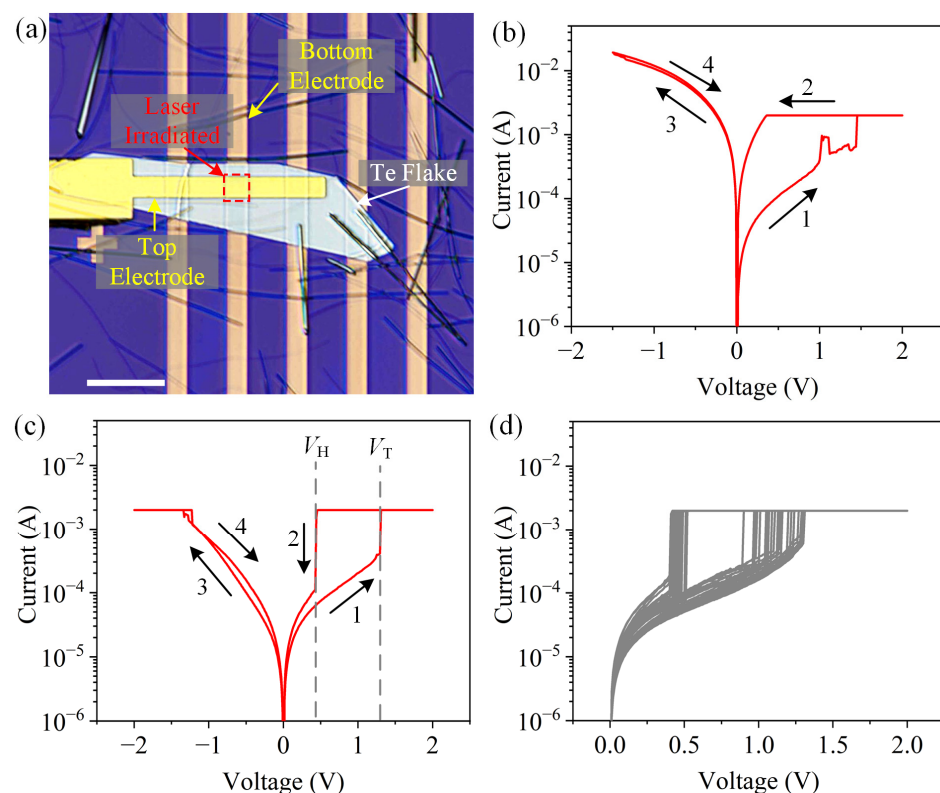 (a)
Bottom
Electrode
Laser
Irradiated
Te Flake
Top
Electrode
(b)
Current (A)
10⁻²
10⁻³
10⁻⁴
10⁻⁵
10⁻⁶
4
3
2
1
−2
−1
0
1
2
Voltage (V)
(c)
V_H
V_T
Current (A)
10⁻²
10⁻³
10⁻⁴
10⁻⁵
10⁻⁶
4
3
2
1
−2
−1
0
1
2
Voltage (V)
(d)
Current (A)
10⁻²
10⁻³
10⁻⁴
10⁻⁵
10⁻⁶
0.0
0.5
1.0
1.5
2.0
Voltage (V)